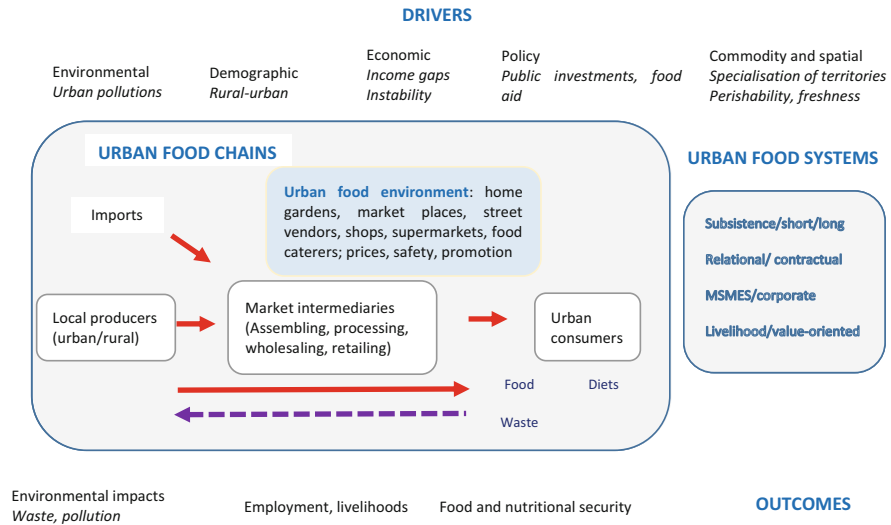 DRIVERS
Environmental
Urban pollutions
Demographic
Rural-urban
Economic
Income gaps
Instability
Policy
Public investments, food
aid
Commodity and spatial
Specialisation of territories
Perishability, freshness
URBAN FOOD CHAINS
Urban food environment: home
gardens, market places, street
vendors, shops, supermarkets, food
caterers; prices, safety, promotion
Imports
Local producers
(urban/rural)
Market intermediaries
(Assembling, processing,
wholesaling, retailing)
Urban
consumers
Food
Diets
Waste
URBAN FOOD SYSTEMS
Subsistence/short/long
Relational/ contractual
MSMES/corporate
Livelihood/value-oriented
Environmental impacts
Waste, pollution
Employment, livelihoods
Food and nutritional security
OUTCOMES